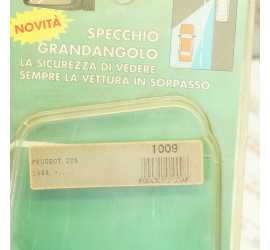 NOVITÀ
SPECCHIO
GRANDANGOLO
LA SICUREZZA DI VEDERE
SEMPRE LA VETTURA IN SORPASSO
1009
PEUGEOT 205